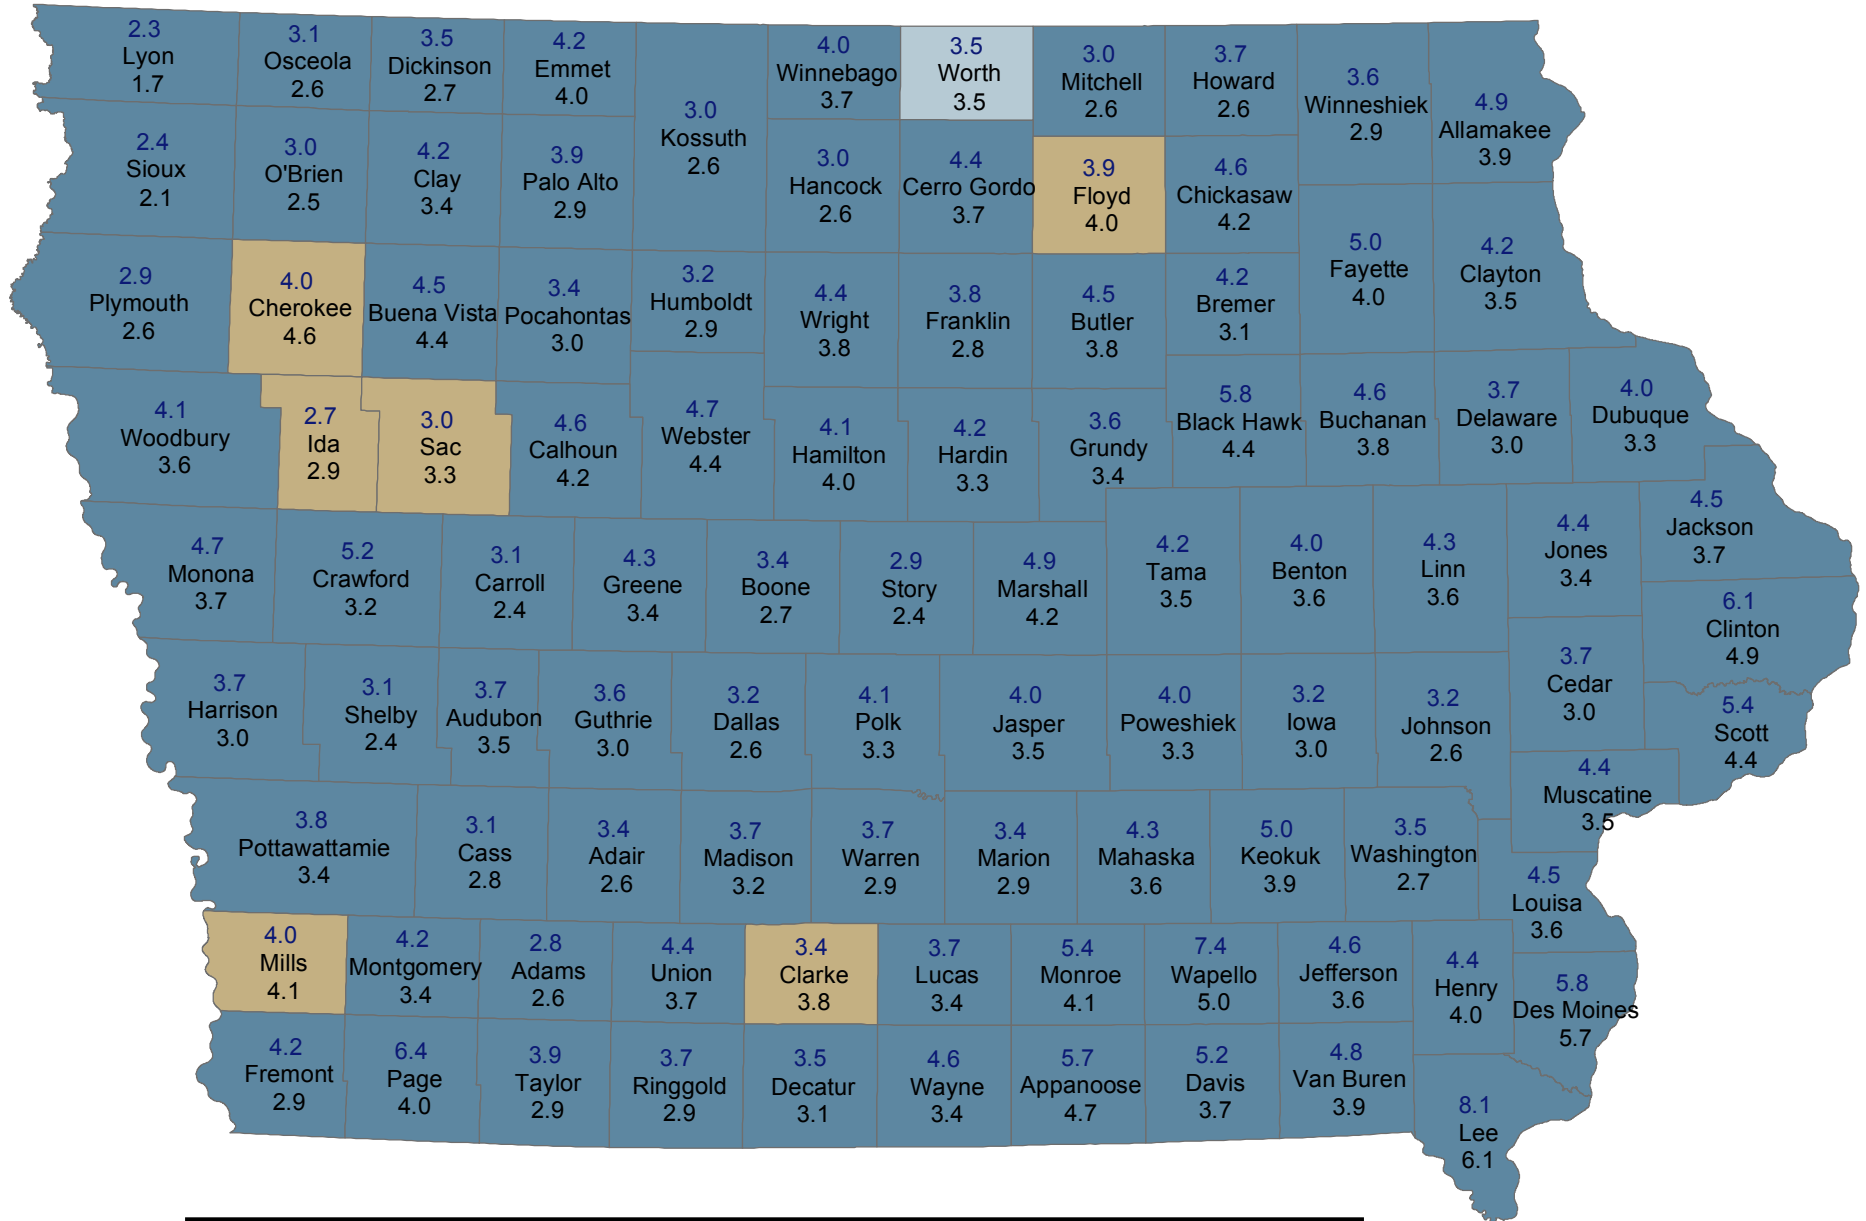 2.3
Lyon
1.7
3.1
Osceola
2.6
3.5
Dickinson
2.7
4.2
Emmet
4.0
3.0
Kossuth
2.6
4.0
Winnebago
3.7
3.5
Worth
3.5
3.0
Mitchell
2.6
3.7
Howard
2.6
3.6
Winneshiek
2.9
4.9
Allamakee
3.9
2.4
Sioux
2.1
3.0
O'Brien
2.5
4.2
Clay
3.4
3.9
Palo Alto
2.9
3.0
Hancock
2.6
4.4
Cerro Gordo
3.7
3.9
Floyd
4.0
4.6
Chickasaw
4.2
2.9
Plymouth
2.6
4.0
Cherokee
4.6
4.5
Buena Vista
4.4
3.4
Pocahontas
3.0
3.2
Humboldt
2.9
4.4
Wright
3.8
3.8
Franklin
2.8
4.5
Butler
3.8
4.2
Bremer
3.1
5.0
Fayette
4.0
4.2
Clayton
3.5
4.1
Woodbury
3.6
2.7
Ida
2.9
3.0
Sac
3.3
4.6
Calhoun
4.2
4.7
Webster
4.4
4.1
Hamilton
4.0
4.2
Hardin
3.3
3.6
Grundy
3.4
5.8
Black Hawk
4.4
4.6
Buchanan
3.8
3.7
Delaware
3.0
4.0
Dubuque
3.3
4.7
Monona
3.7
5.2
Crawford
3.2
3.1
Carroll
2.4
4.3
Greene
3.4
3.4
Boone
2.7
2.9
Story
2.4
4.9
Marshall
4.2
4.2
Tama
3.5
4.0
Benton
3.6
4.3
Linn
3.6
4.4
Jones
3.4
4.5
Jackson
3.7
6.1
Clinton
4.9
3.7
Harrison
3.0
3.1
Shelby
2.4
3.7
Audubon
3.5
3.6
Guthrie
3.0
3.2
Dallas
2.6
4.1
Polk
3.3
4.0
Jasper
3.5
4.0
Poweshiek
3.3
3.2
Iowa
3.0
3.2
Johnson
2.6
3.7
Cedar
3.0
5.4
Scott
4.4
4.4
Muscatine
3.5
3.8
Pottawattamie
3.4
3.1
Cass
2.8
3.4
Adair
2.6
3.7
Madison
3.2
3.7
Warren
2.9
3.4
Marion
2.9
4.3
Mahaska
3.6
5.0
Keokuk
3.9
3.5
Washington
2.7
4.5
Louisa
3.6
4.0
Mills
4.1
4.2
Montgomery
3.4
2.8
Adams
2.6
4.4
Union
3.7
3.4
Clarke
3.8
3.7
Lucas
3.4
5.4
Monroe
4.1
7.4
Wapello
5.0
4.6
Jefferson
3.6
4.4
Henry
4.0
5.8
Des Moines
5.7
4.2
Fremont
2.9
6.4
Page
4.0
3.9
Taylor
2.9
3.7
Ringgold
2.9
3.5
Decatur
3.1
4.6
Wayne
3.4
5.7
Appanoose
4.7
5.2
Davis
3.7
4.8
Van Buren
3.9
8.1
Lee
6.1